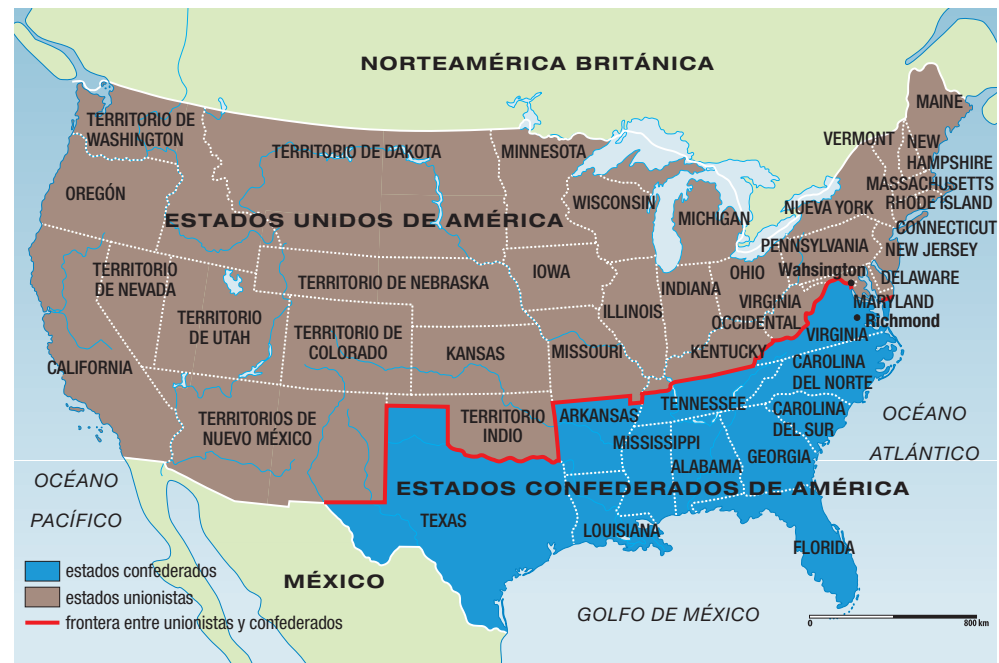 NORTEAMÉRICA BRITÁNICA
MAINE
TERRITORIO DE
WASHINGTON
VERMONT
NEW
HAMPSHIRE
TERRITORIO DE DAKOTA
MINNESOTA
MASSACHUSETTS
OREGÓN
WISCONSIN
RHODE ISLAND
NUEVA YORK
ESTADOS UNIDOS DE AMÉRICA
MICHIGAN
CONNECTICUT
PENNSYLVANIA
NEW JERSEY
TERRITORIO
DE NEVADA
TERRITORIO DE NEBRASKA
IOWA
OHIO
Wahsington
DELAWARE
INDIANA
ILLINOIS
VIRGINIA
OCCIDENTAL
MARYLAND
TERRITORIO
DE UTAH
Richmond
VIRGINIA
TERRITORIO DE
COLORADO
KANSAS
MISSOURI
KENTUCKY
CALIFORNIA
CAROLINA
DEL NORTE
TENNESSEE
TERRITORIOS DE
NUEVO MÉXICO
TERRITORIO
INDIO
ARKANSAS
CAROLINA
DEL SUR
OCÉANO
ATLÁNTICO
MISSISSIPPI
ALABAMA
GEORGIA
OCÉANO
PACÍFICO
ESTADOS CONFEDERADOS DE AMÉRICA
TEXAS
LOUISIANA
FLORIDA
MÉXICO
GOLFO DE MÉXICO
estados confederados
estados unionistas
frontera entre unionistas y confederados
0 800 km